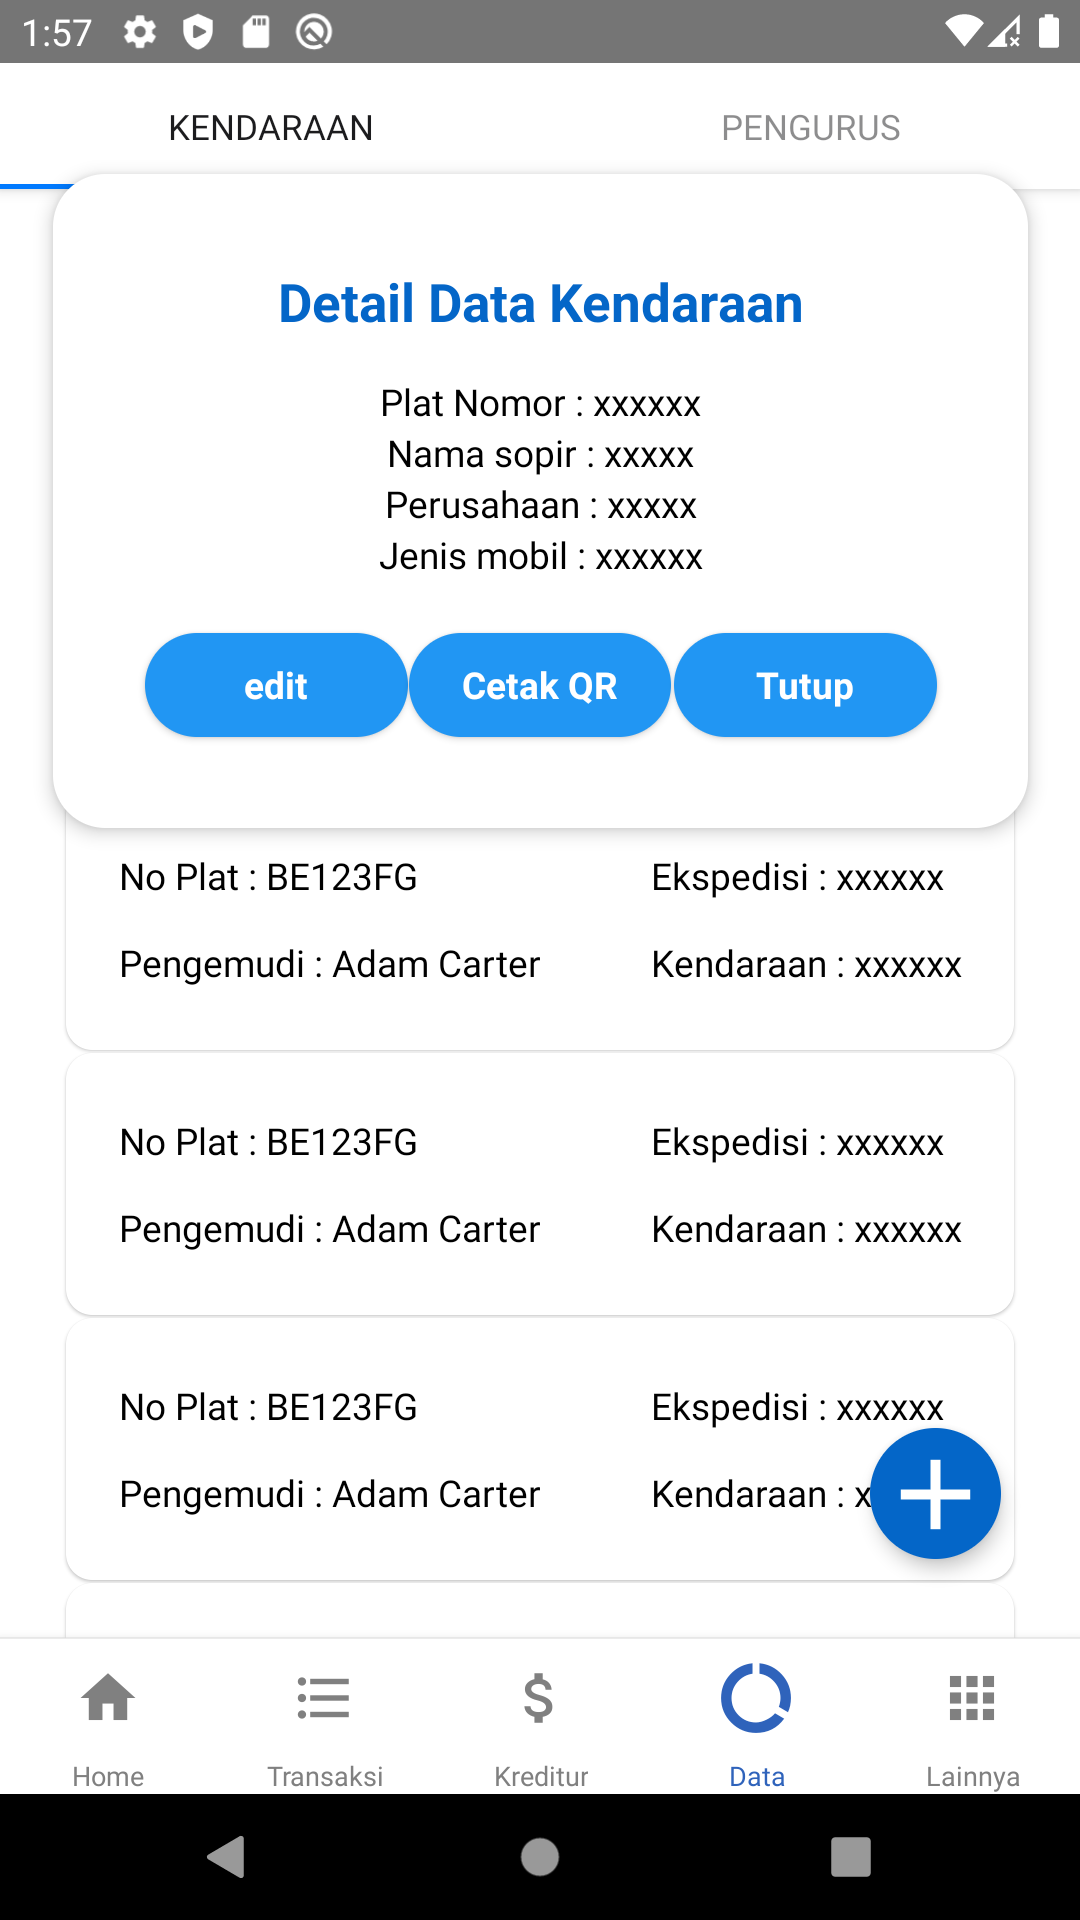 1:57
KENDARAAN
PENGURUS
Detail Data Kendaraan
Plat Nomor : xxxxxx
Nama sopir : xxxxx
Perusahaan : xxxxx
Jenis mobil : xxxxxx
edit
Cetak QR
Tutup
No Plat : BE123FG
Ekspedisi : xxxxxx
Pengemudi : Adam Carter
Kendaraan : xxxxxx
No Plat : BE123FG
Ekspedisi : xxxxxx
Pengemudi : Adam Carter
Kendaraan : xxxxxx
No Plat : BE123FG
Ekspedisi : xxxxxx
Pengemudi : Adam Carter
Kendaraan : x
Home
Transaksi
Kreditur
Data
Lainnya